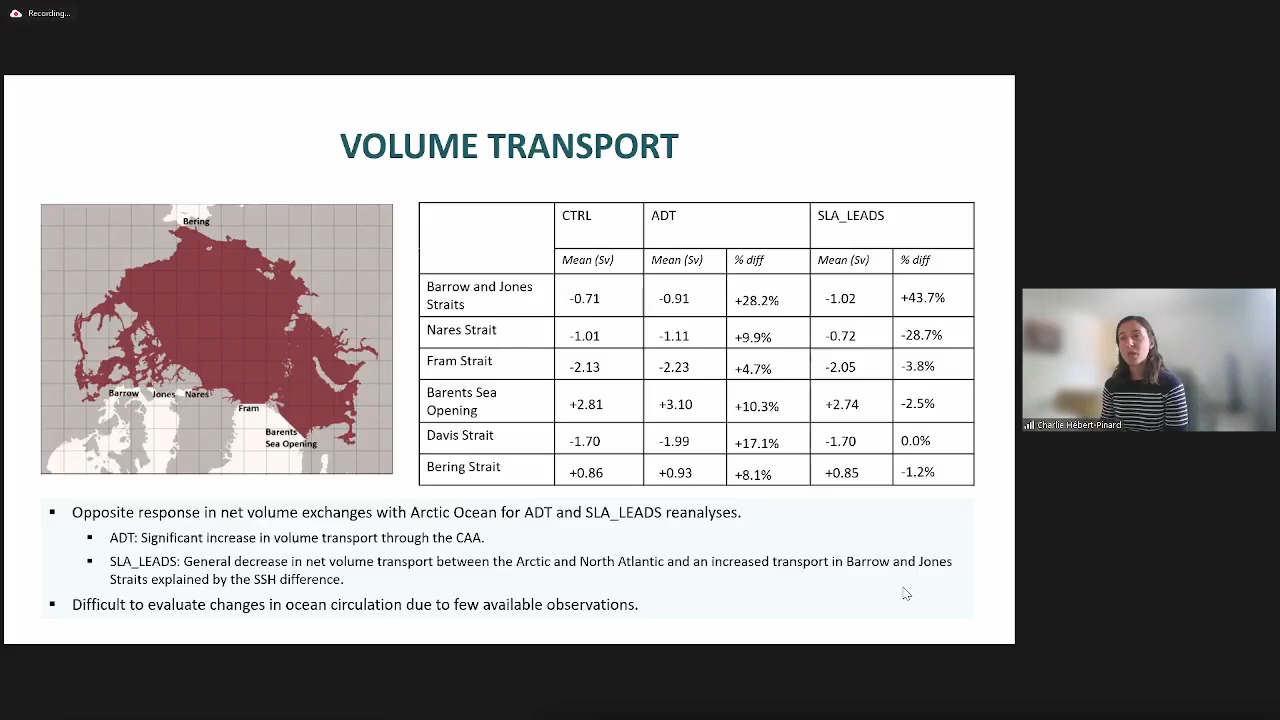 Recording...
VOLUME TRANSPORT
Bering
Barrow Jones Nares
Fram
Barents
Sea Opening
CTRL ADT SLA_LEADS
Mean (Sv) Mean (Sv) % diff Mean (Sv) % diff
Barrow and Jones
Straits -0.71 -0.91 +28.2% -1.02 +43.7%
Nares Strait -1.01 -1.11 +9.9% -0.72 -28.7%
Fram Strait -2.13 -2.23 +4.7% -2.05 -3.8%
Barents Sea
Opening +2.81 +3.10 +10.3% +2.74 -2.5%
Davis Strait -1.70 -1.99 +17.1% -1.70 0.0%
Bering Strait +0.86 +0.93 +8.1% +0.85 -1.2%
▪ Opposite response in net volume exchanges with Arctic Ocean for ADT and SLA_LEADS reanalyses.
▪ ADT: Significant increase in volume transport through the CAA.
▪ SLA_LEADS: General decrease in net volume transport between the Arctic and North Atlantic and an increased transport in Barrow and Jones
Straits explained by the SSH difference.
▪ Difficult to evaluate changes in ocean circulation due to few available observations.
Charlie Hébert-Pinard